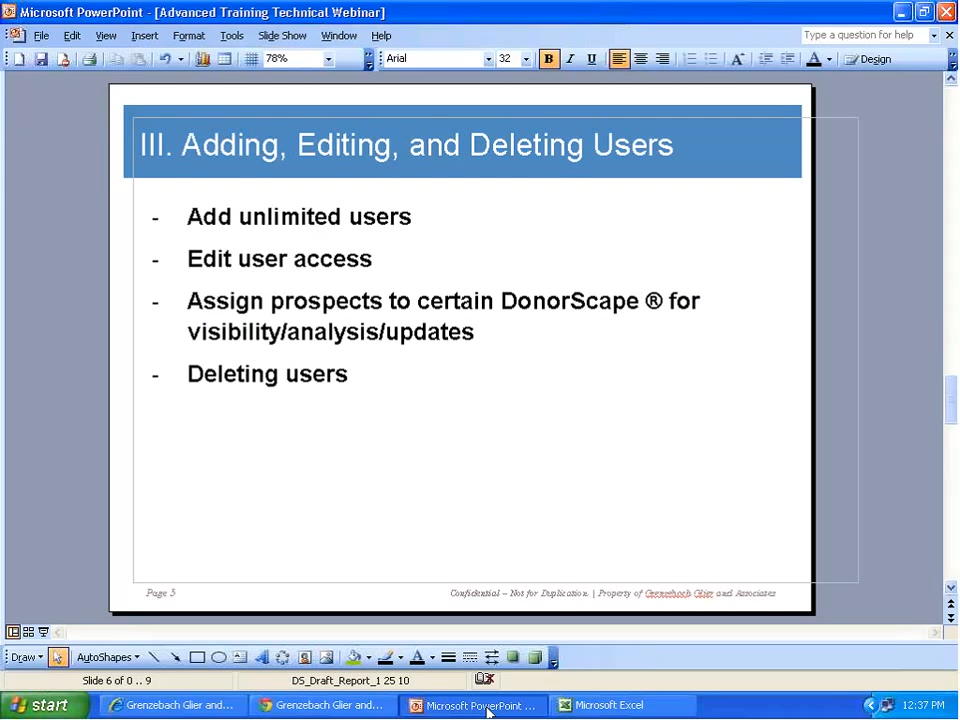 Microsoft PowerPoint - [Advanced Training Technical Webinar]
File Edit View Insert Format Tools Slide Show Window Help
Type a question for help
78%
Arial
32
B I U
A
A
Design
III. Adding, Editing, and Deleting Users
- Add unlimited users
- Edit user access
- Assign prospects to certain DonorScape ® for
visibility/analysis/updates
- Deleting users
Page 5
Confidential – Not for Duplication. | Property of Grenzebach Glier and Associates
Draw
AutoShapes
A
A
Slide 6 of 0 .. 9
DS_Draft_Report_1 25 10
start
Grenzebach Glier and...
Grenzebach Glier and...
Microsoft PowerPoint ...
Microsoft Excel
12:37 PM